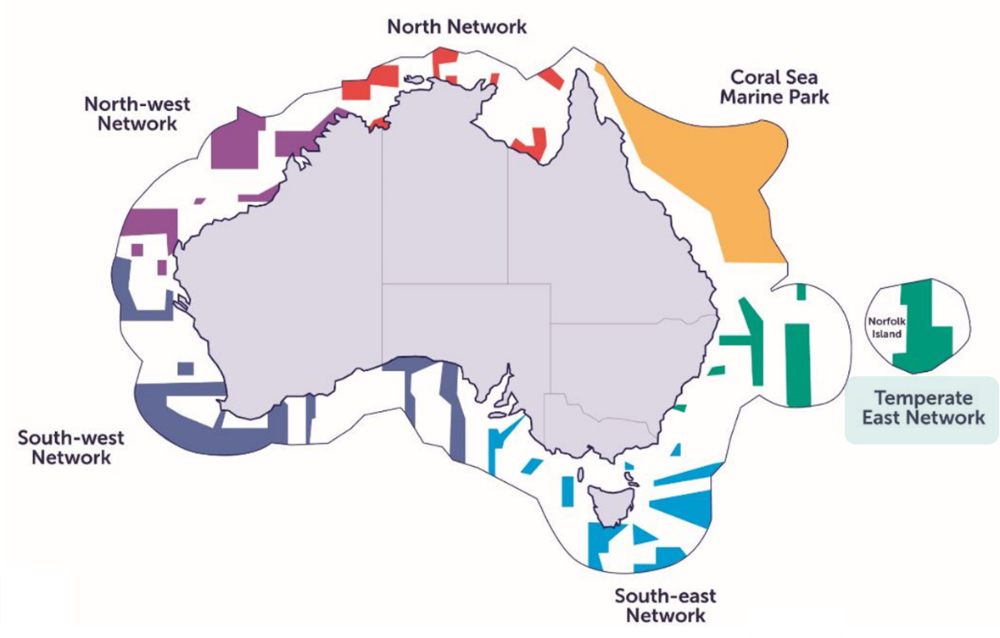 North Network
Coral Sea
Marine Park
North-west
Network
Norfolk
Island
Temperate
East Network
South-west
Network
South-east
Network